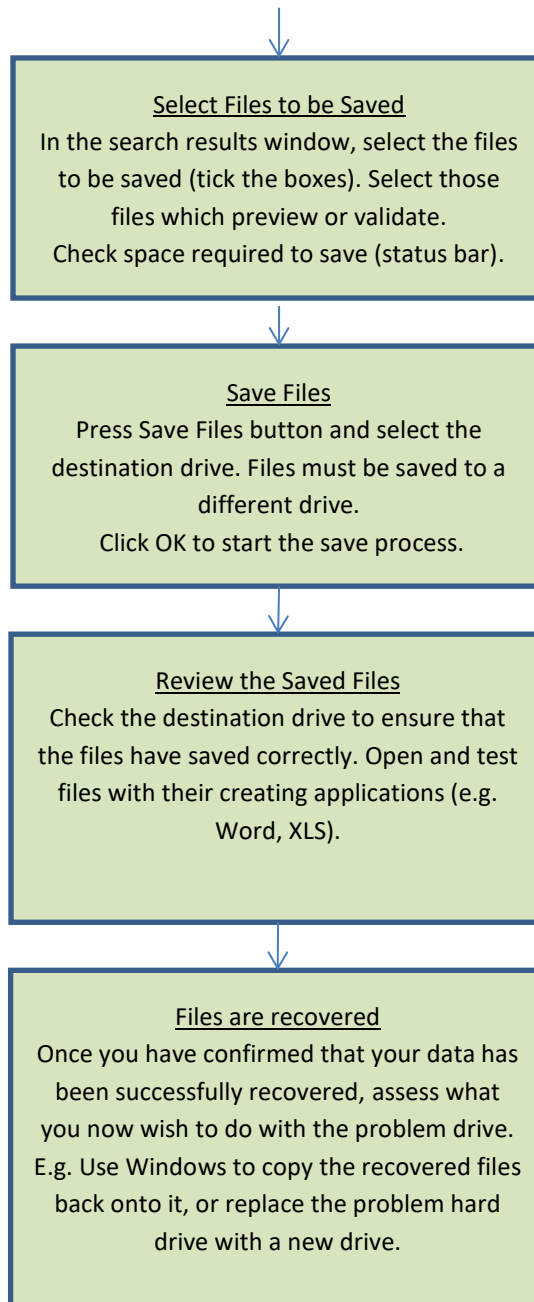 Select Files to be Saved
In the search results window, select the files
to be saved (tick the boxes). Select those
files which preview or validate.
Check space required to save (status bar).
Save Files
Press Save Files button and select the
destination drive. Files must be saved to a
different drive.
Click OK to start the save process.
Review the Saved Files
Check the destination drive to ensure that
the files have saved correctly. Open and test
files with their creating applications (e.g.
Word, XLS).
Files are recovered
Once you have confirmed that your data has
been successfully recovered, assess what
you now wish to do with the problem drive.
E.g. Use Windows to copy the recovered files
back onto it, or replace the problem hard
drive with a new drive.